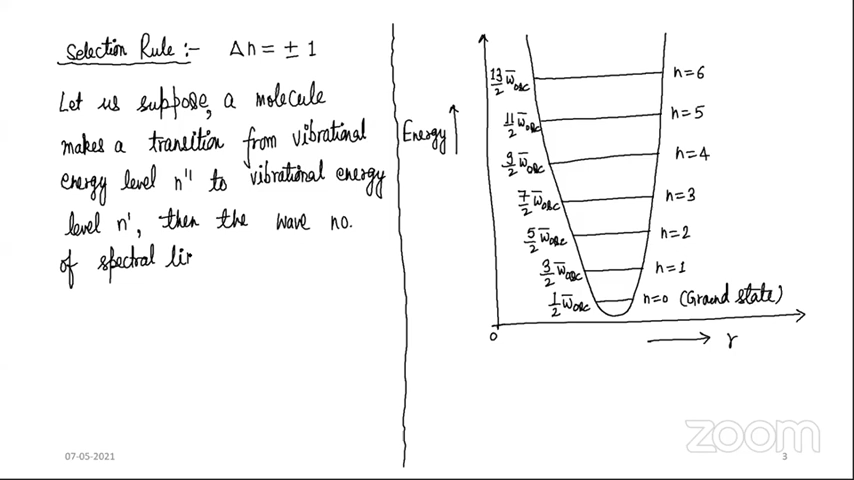 Selection Rule :- Δn = ± 1
Let us suppose, a molecule
makes a transition from vibrational
energy level n'' to vibrational energy
level n', then the wave no.
of spectral li
Energy
13/2 w̅osc n=6
11/2 w̅osc n=5
9/2 w̅osc n=4
7/2 w̅osc n=3
5/2 w̅osc n=2
3/2 w̅osc n=1
1/2 w̅osc n=0 (Ground state)
0
r
zoom
07-05-2021
3